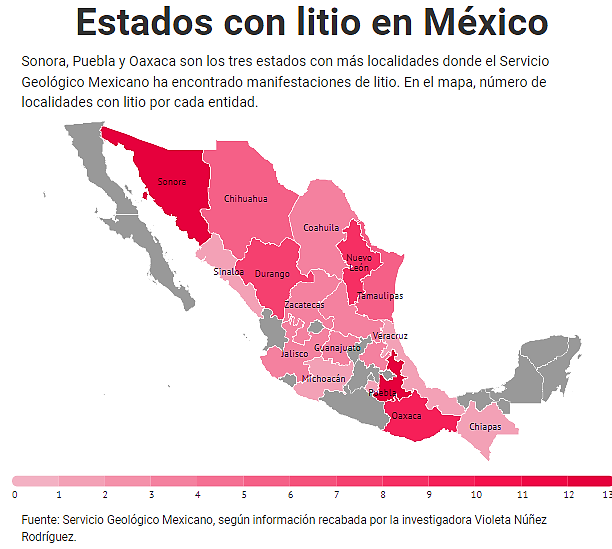 Estados con litio en México
Sonora, Puebla y Oaxaca son los tres estados con más localidades donde el Servicio
Geológico Mexicano ha encontrado manifestaciones de litio. En el mapa, número de
localidades con litio por cada entidad.
Sonora
Chihuahua
Coahuila
Nuevo
León
Sinaloa
Durango
Tamaulipas
Zacatecas
Veracruz
Jalisco
Guanajuato
Michoacán
Puebla
Oaxaca
Chiapas
0 1 2 3 4 5 6 7 8 9 10 11 12 13
Fuente: Servicio Geológico Mexicano, según información recabada por la investigadora Violeta Núñez
Rodríguez.